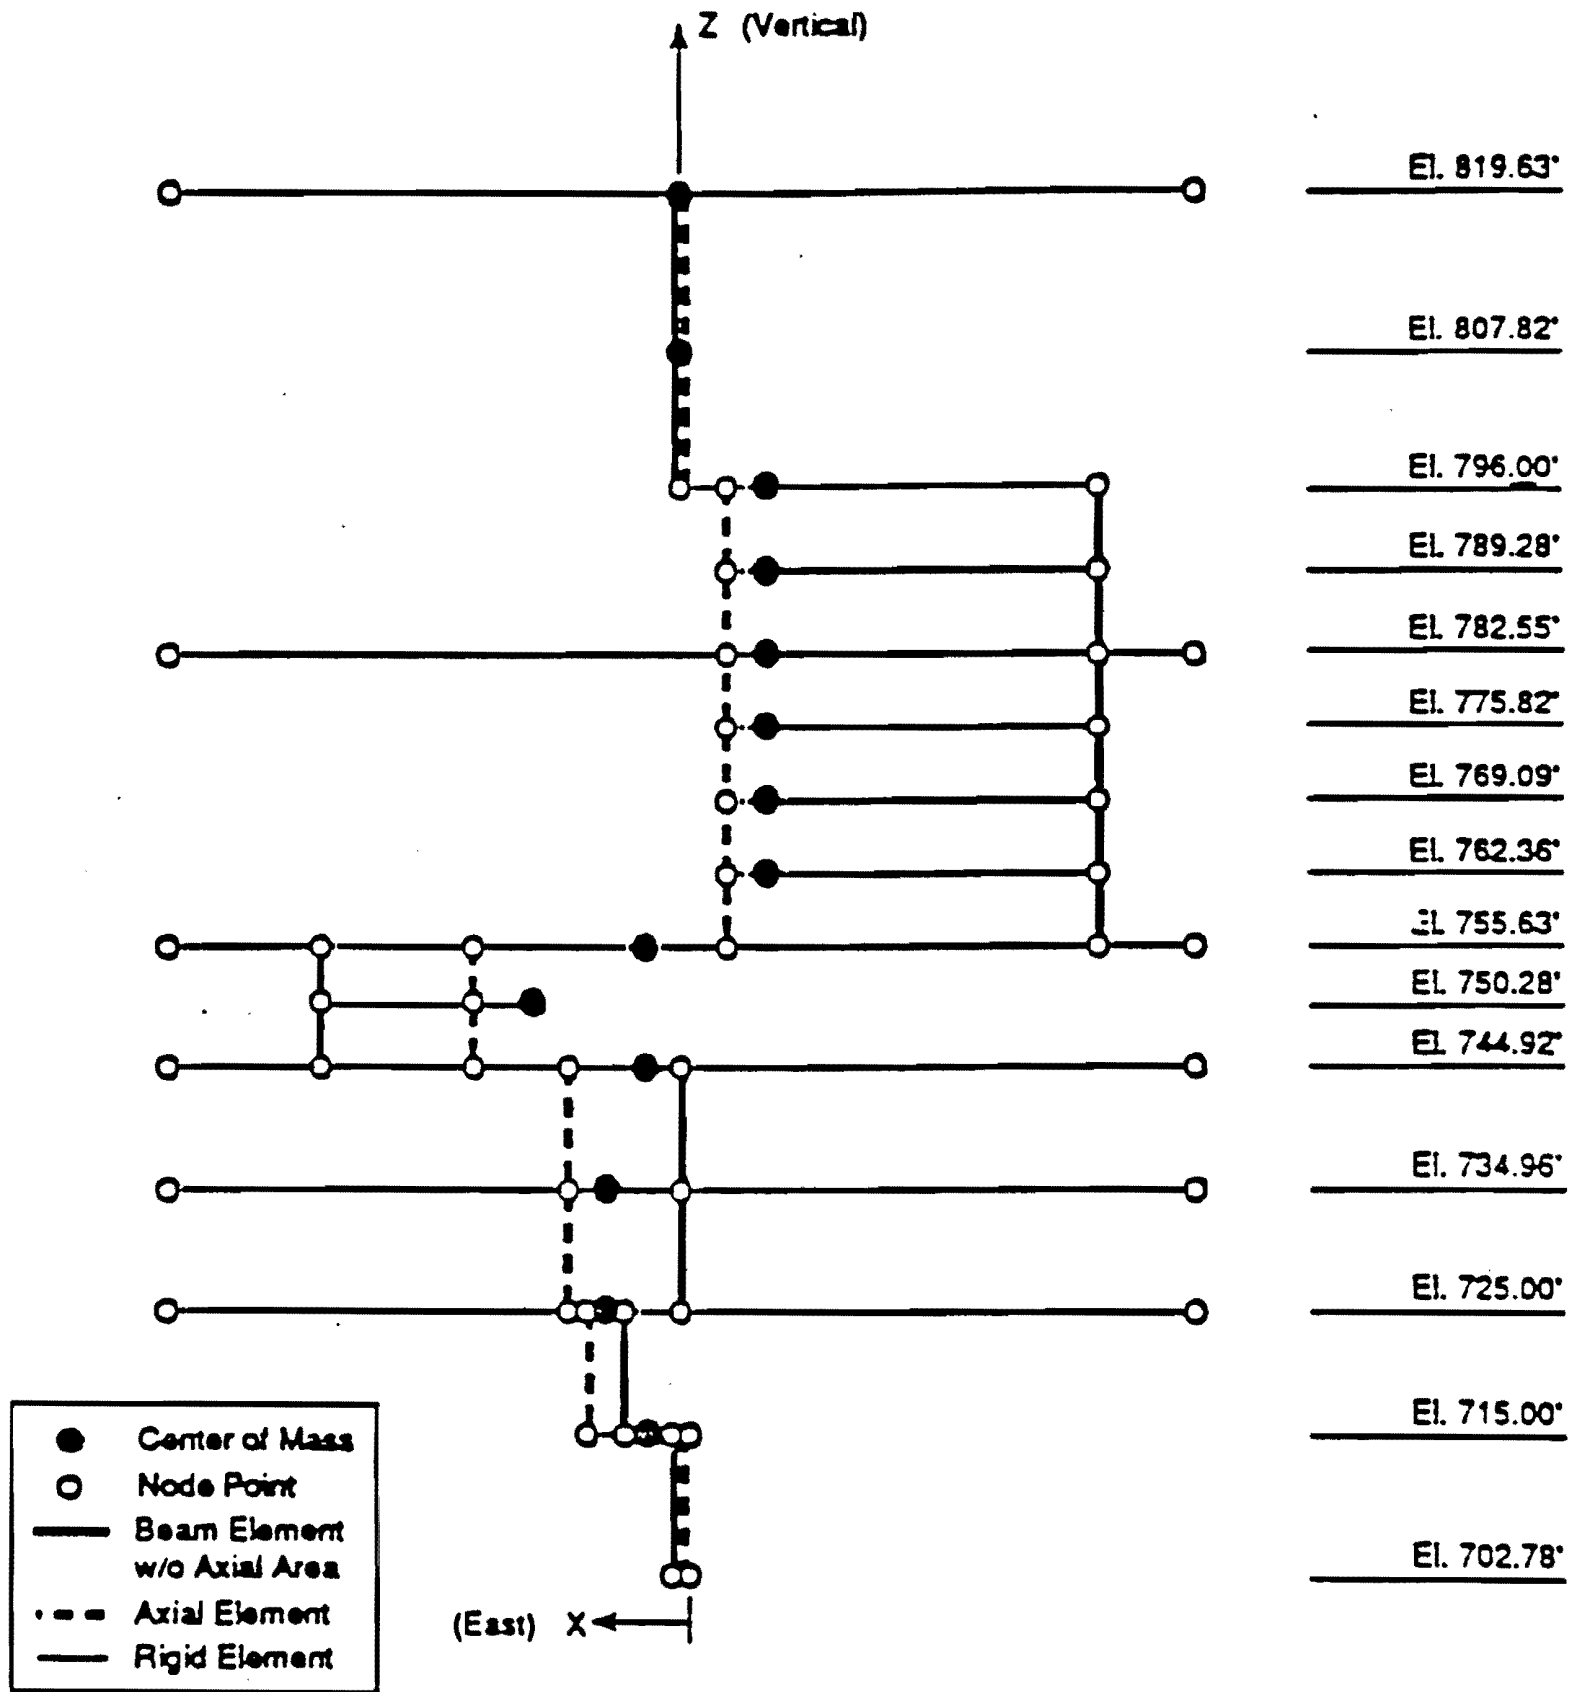 Z (Vertical)
El. 819.63'
El. 807.82'
El. 796.00'
El. 789.28'
El. 782.55'
El. 775.82'
El. 769.09'
El. 762.36'
El. 755.63'
El. 750.28'
El. 744.92'
El. 734.96'
El. 725.00'
El. 715.00'
El. 702.78'
Center of Mass
Node Point
Beam Element
w/o Axial Area
Axial Element
Rigid Element
(East) X